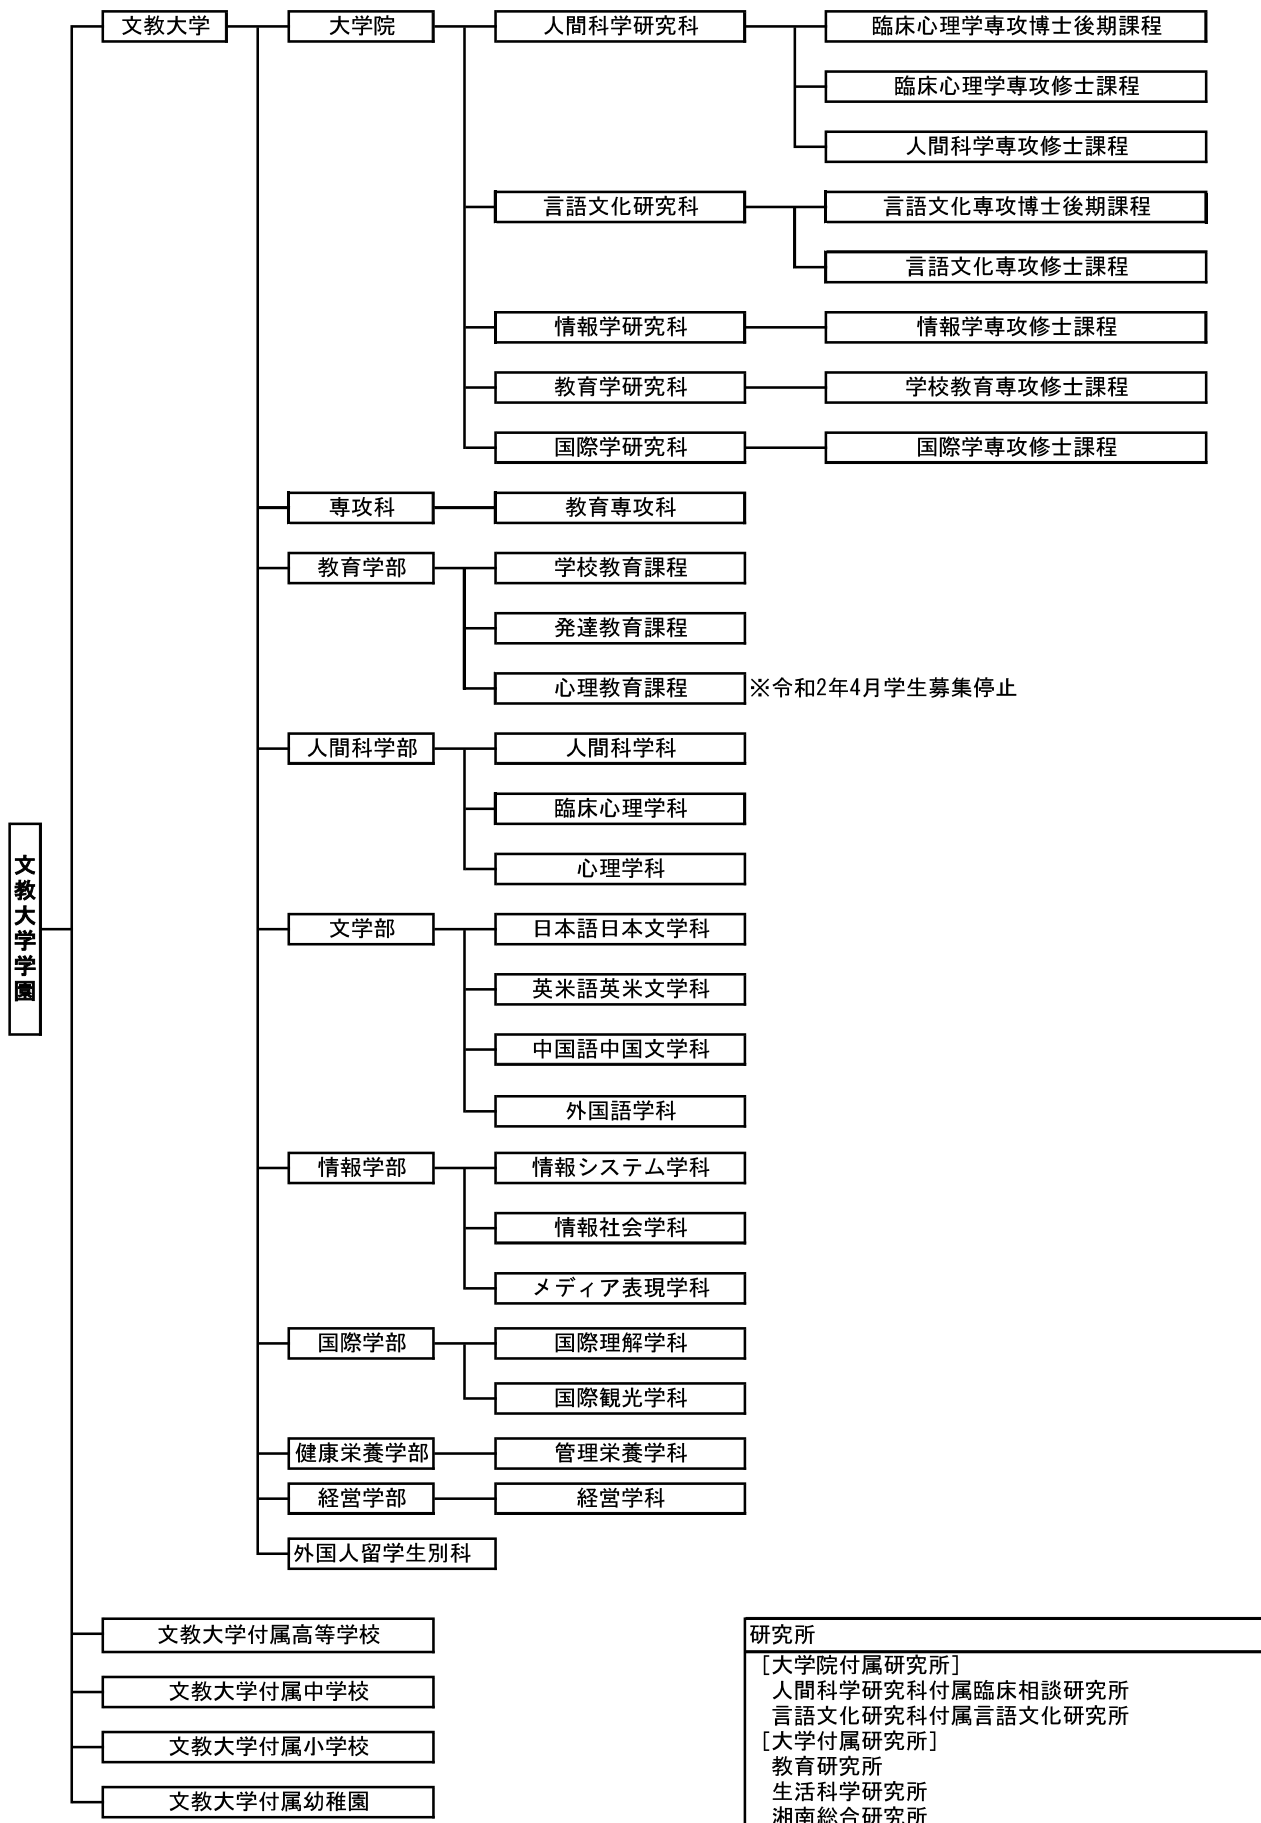 文教大学 大学院 人間科学研究科 臨床心理学専攻博士後期課程
臨床心理学専攻修士課程
人間科学専攻修士課程
言語文化研究科 言語文化専攻博士後期課程
言語文化専攻修士課程
情報学研究科 情報学専攻修士課程
教育学研究科 学校教育専攻修士課程
国際学研究科 国際学専攻修士課程
専攻科 教育専攻科
教育学部 学校教育課程
発達教育課程
心理教育課程 ※令和2年4月学生募集停止
人間科学部 人間科学科
臨床心理学科
心理学科
文教大学学園
文学部 日本語日本文学科
英米語英米文学科
中国語中国文学科
外国語学科
情報学部 情報システム学科
情報社会学科
メディア表現学科
国際学部 国際理解学科
国際観光学科
健康栄養学部 管理栄養学科
経営学部 経営学科
外国人留学生別科
文教大学付属高等学校
文教大学付属中学校
文教大学付属小学校
文教大学付属幼稚園
研究所
[大学院付属研究所]
人間科学研究科付属臨床相談研究所
言語文化研究科付属言語文化研究所
[大学付属研究所]
教育研究所
生活科学研究所
湘南総合研究所